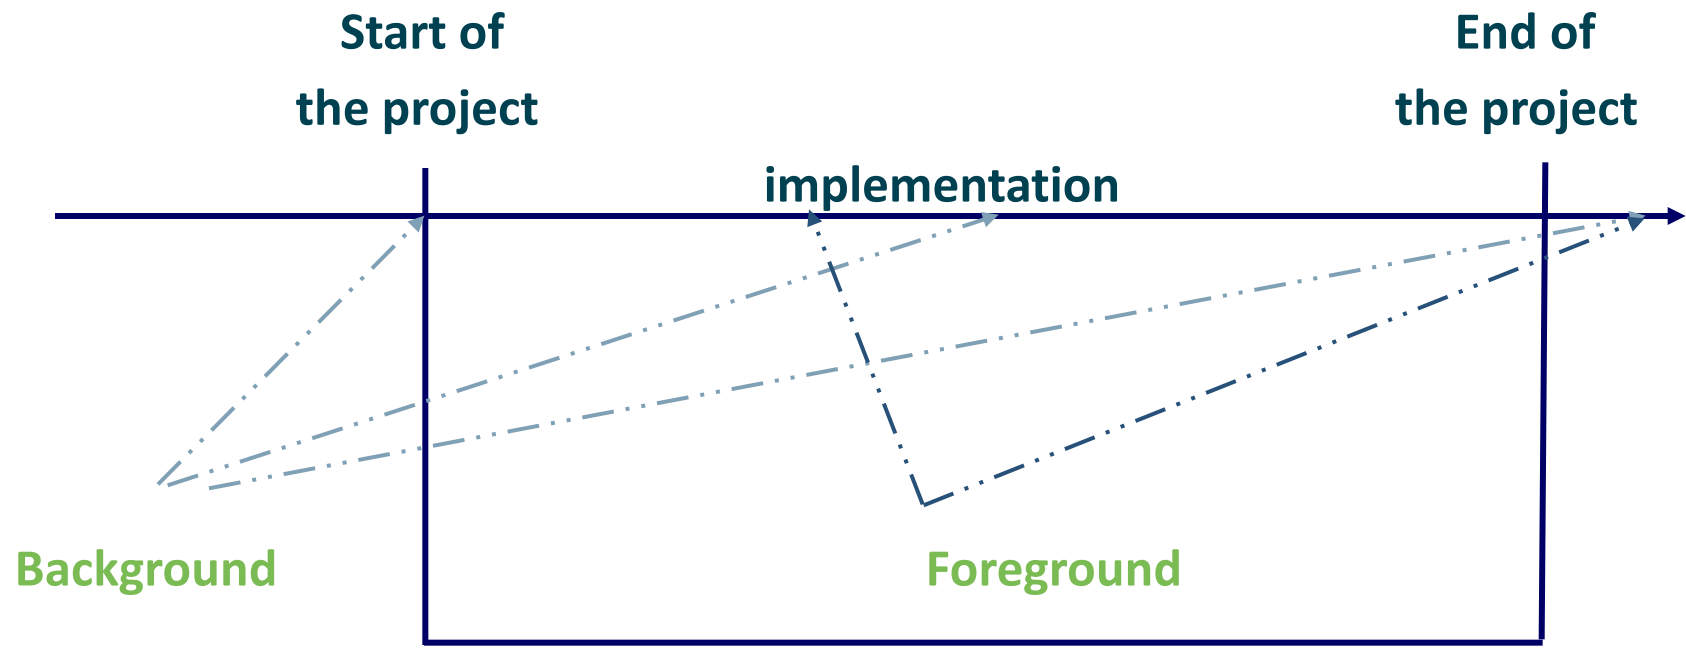 Start of
the project
End of
the project
implementation
Background
Foreground